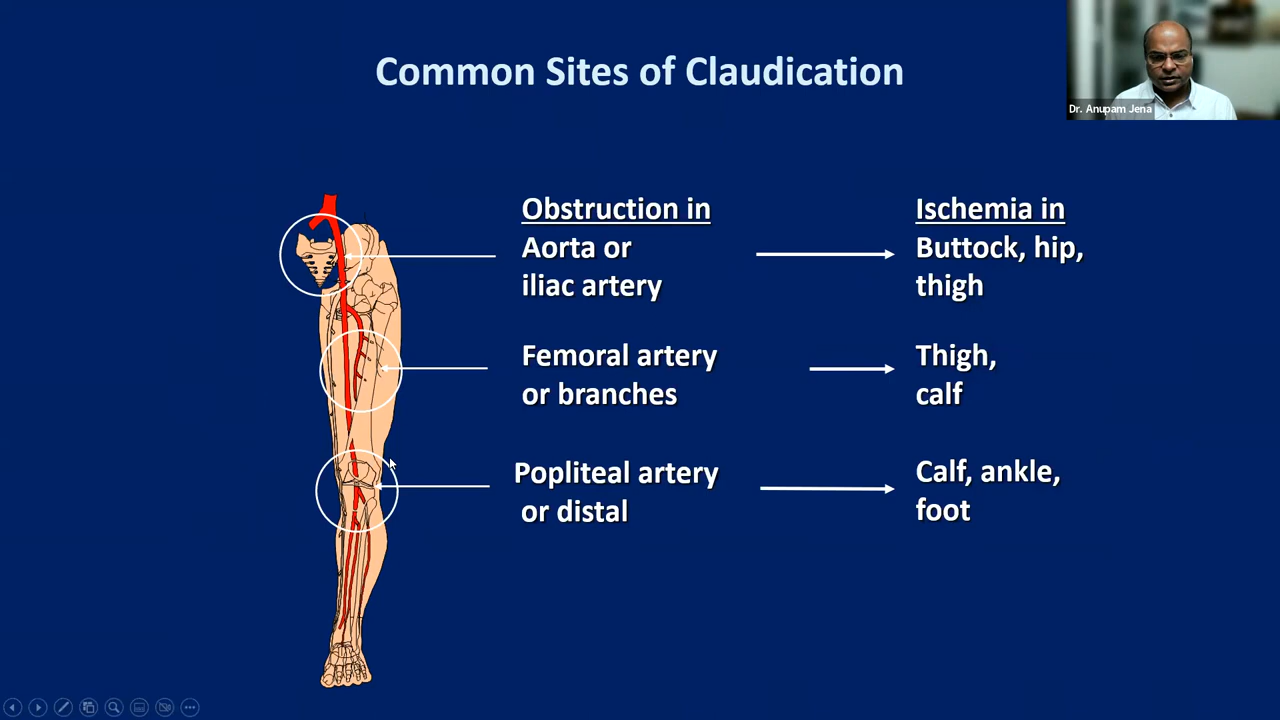 Common Sites of Claudication
Dr. Anupam Jena
Obstruction in
Aorta or
iliac artery
Ischemia in
Buttock, hip,
thigh
Femoral artery
or branches
Thigh,
calf
Popliteal artery
or distal
Calf, ankle,
foot